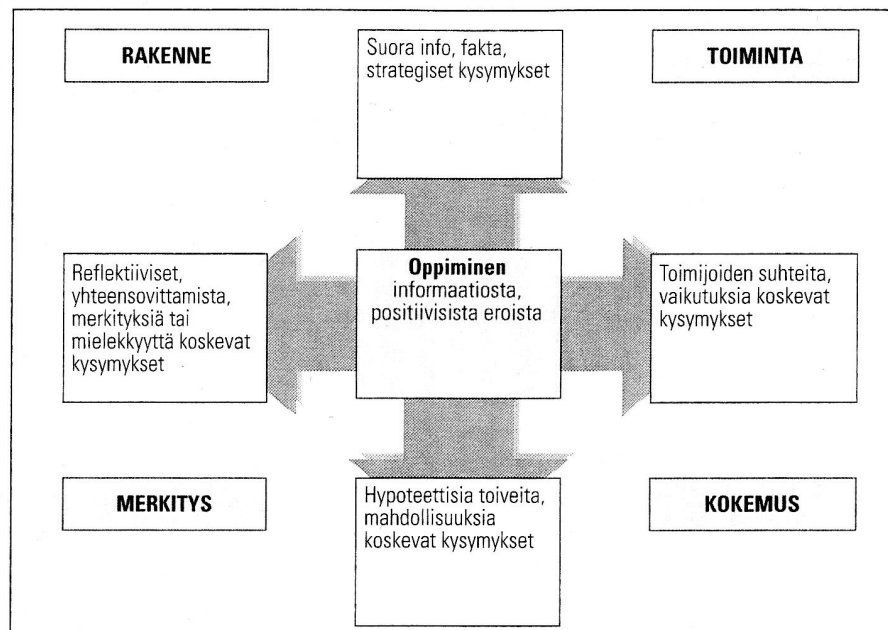 RAKENNE
Suora info, fakta,
strategiset kysymykset
TOIMINTA
Reflektiiviset,
yhteensovittamista,
merkityksiä tai
mielekkyyttä koskevat
kysymykset
Oppiminen
informaatiosta,
positiivisista eroista
Toimijoiden suhteita,
vaikutuksia koskevat
kysymykset
MERKITYS
Hypoteettisia toiveita,
mahdollisuuksia
koskevat kysymykset
KOKEMUS